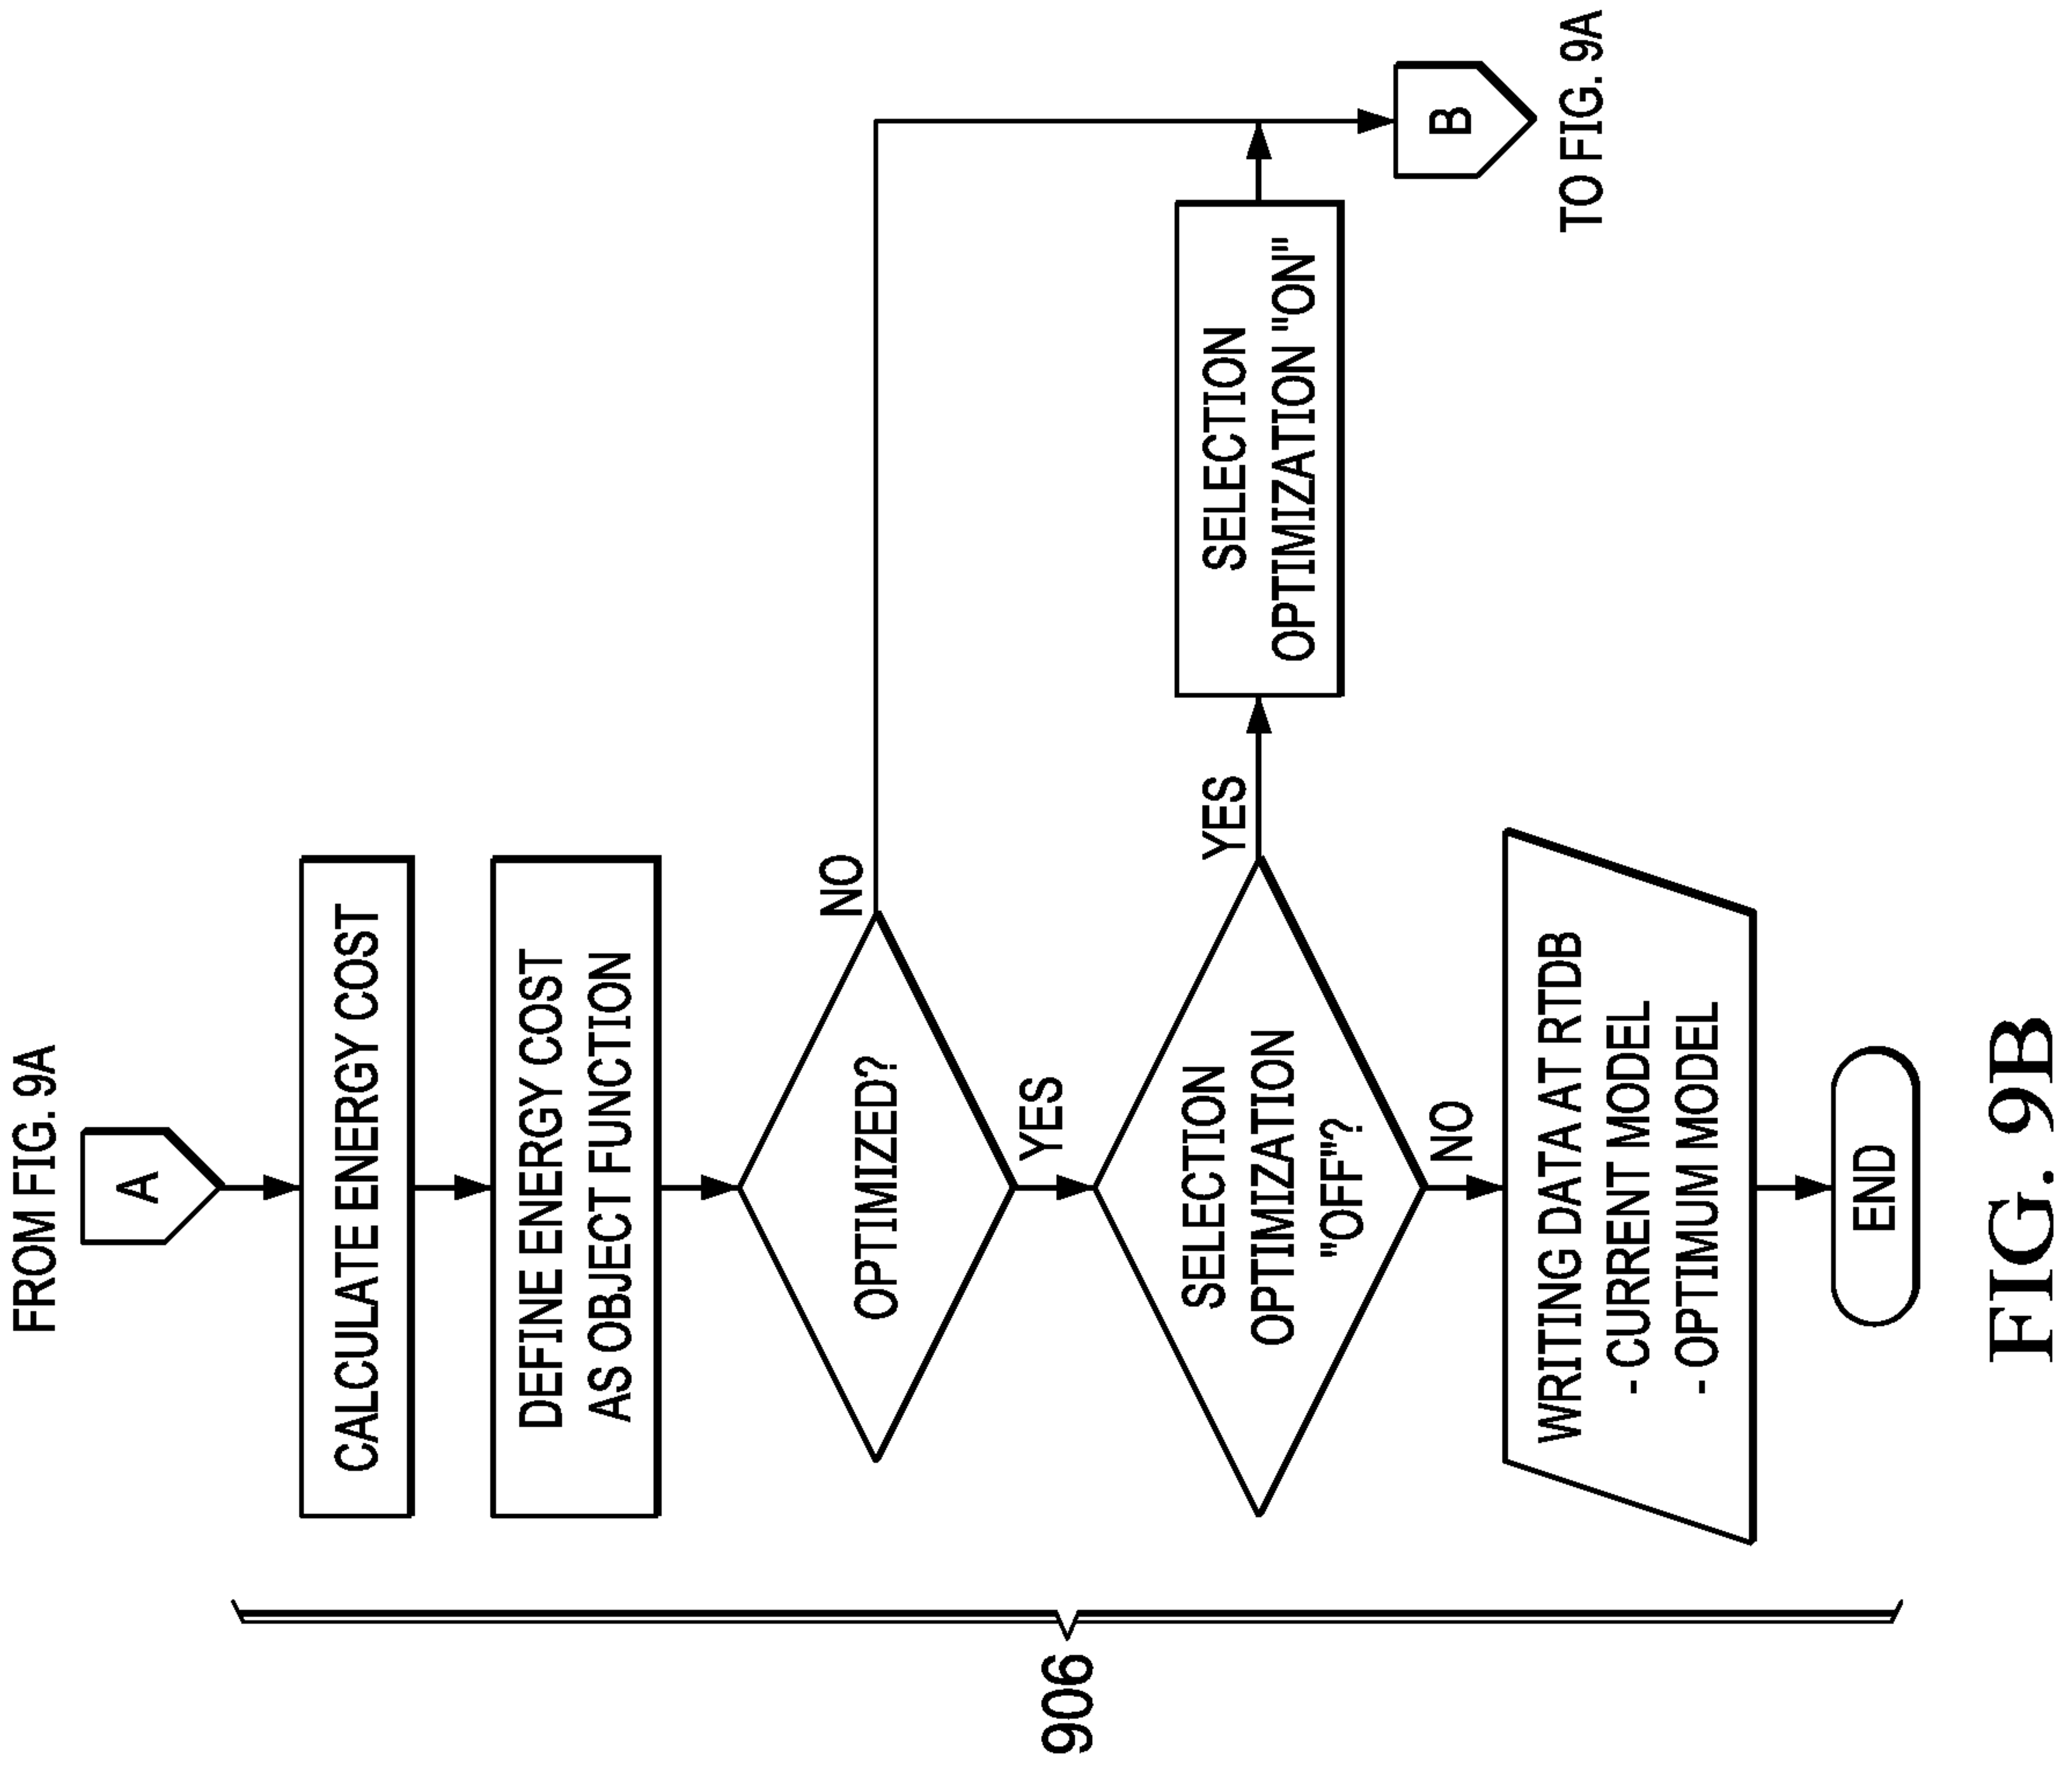 FROM FIG. 9A
A
CALCULATE ENERGY COST
DEFINE ENERGY COST
AS OBJECT FUNCTION
OPTIMIZED?
NO
YES
SELECTION
OPTIMIZATION
"OFF"?
YES
SELECTION
OPTIMIZATION "ON"
B
TO FIG. 9A
NO
WRITING DATA AT RTDB
- CURRENT MODEL
- OPTIMUM MODEL
END
906
FIG. 9B